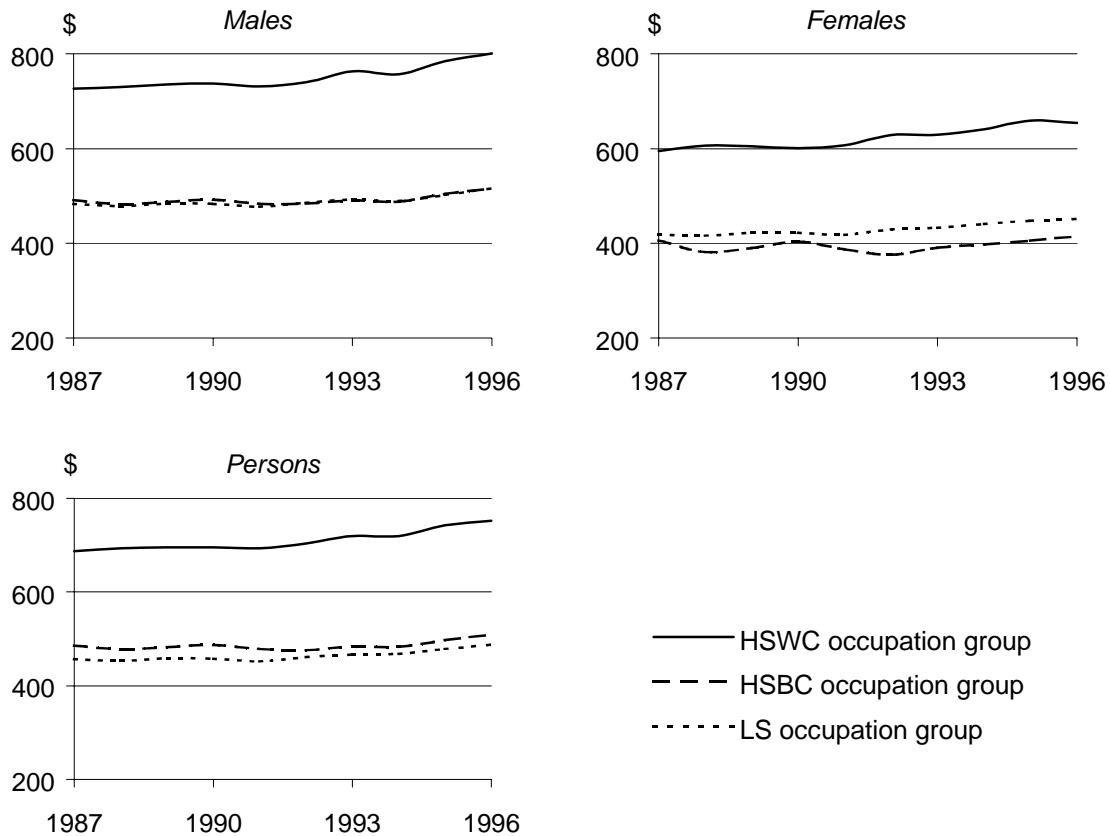 $ Males
800
600
400
200
1987 1990 1993 1996
$ Females
800
600
400
200
1987 1990 1993 1996
$ Persons
800
600
400
200
1987 1990 1993 1996
HSWC occupation group
HSBC occupation group
LS occupation group